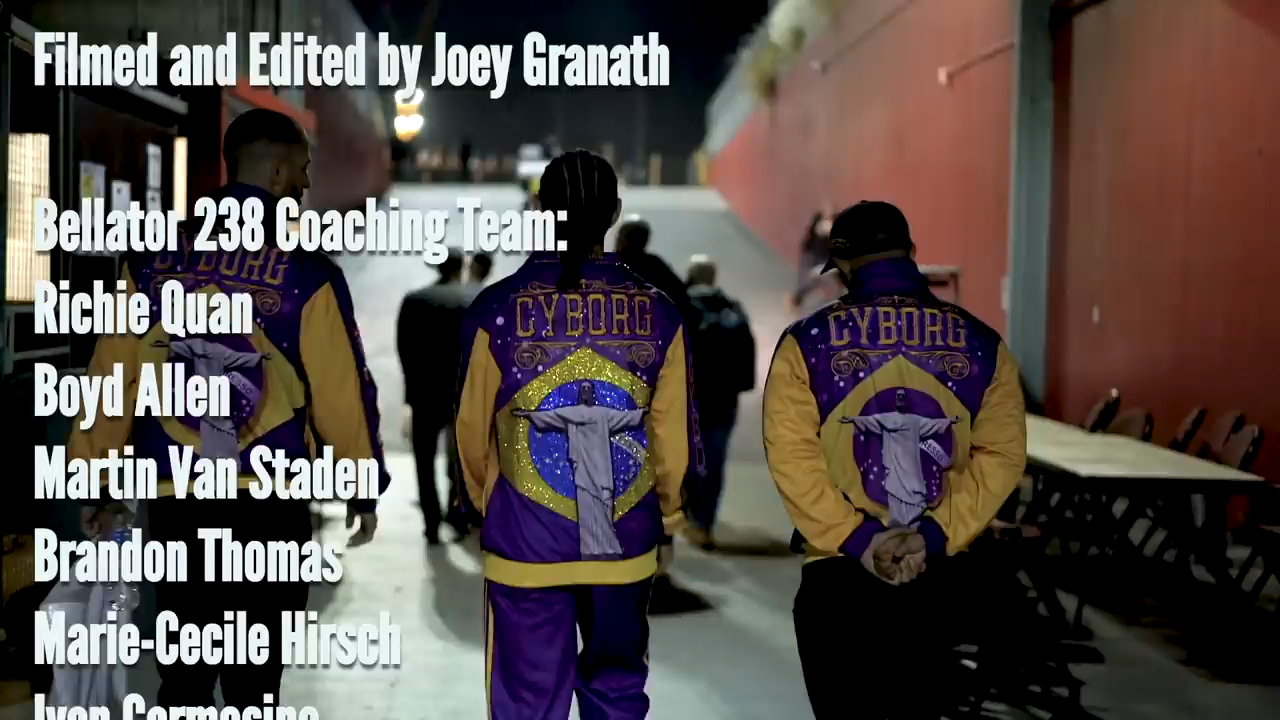 Filmed and Edited by Joey Granath
Bellator 238 Coaching Team:
Richie Quan
Boyd Allen
Martin Van Staden
Brandon Thomas
Marie-Cecile Hirsch
CYBORG
CYBORG
CYBORG